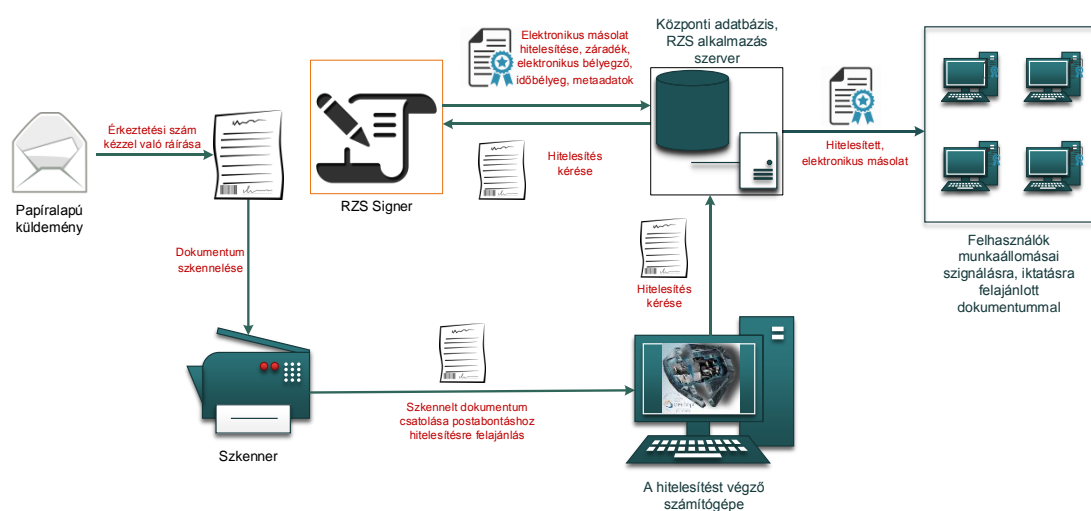 Elektronikus másolat
hitelesítése, záradék,
elektronikus bélyegző,
időbélyeg, metaadatok
Központi adatbázis,
RZS alkalmazás
szerver
Érkeztetési szám
kézzel való ráírása
Hitelesítés
kérése
Hitelesített,
elektronikus másolat
Papíralapú
küldemény
RZS Signer
Felhasználók
munkaállomásai
szignálásra, iktatásra
felajánlott
dokumentummal
Dokumentum
szkennelése
Hitelesítés
kérése
Szkennelt dokumentum
csatolása postabontáshoz
hitelesítésre felajánlás
Szkenner
A hitelesítést végző
számítógépe